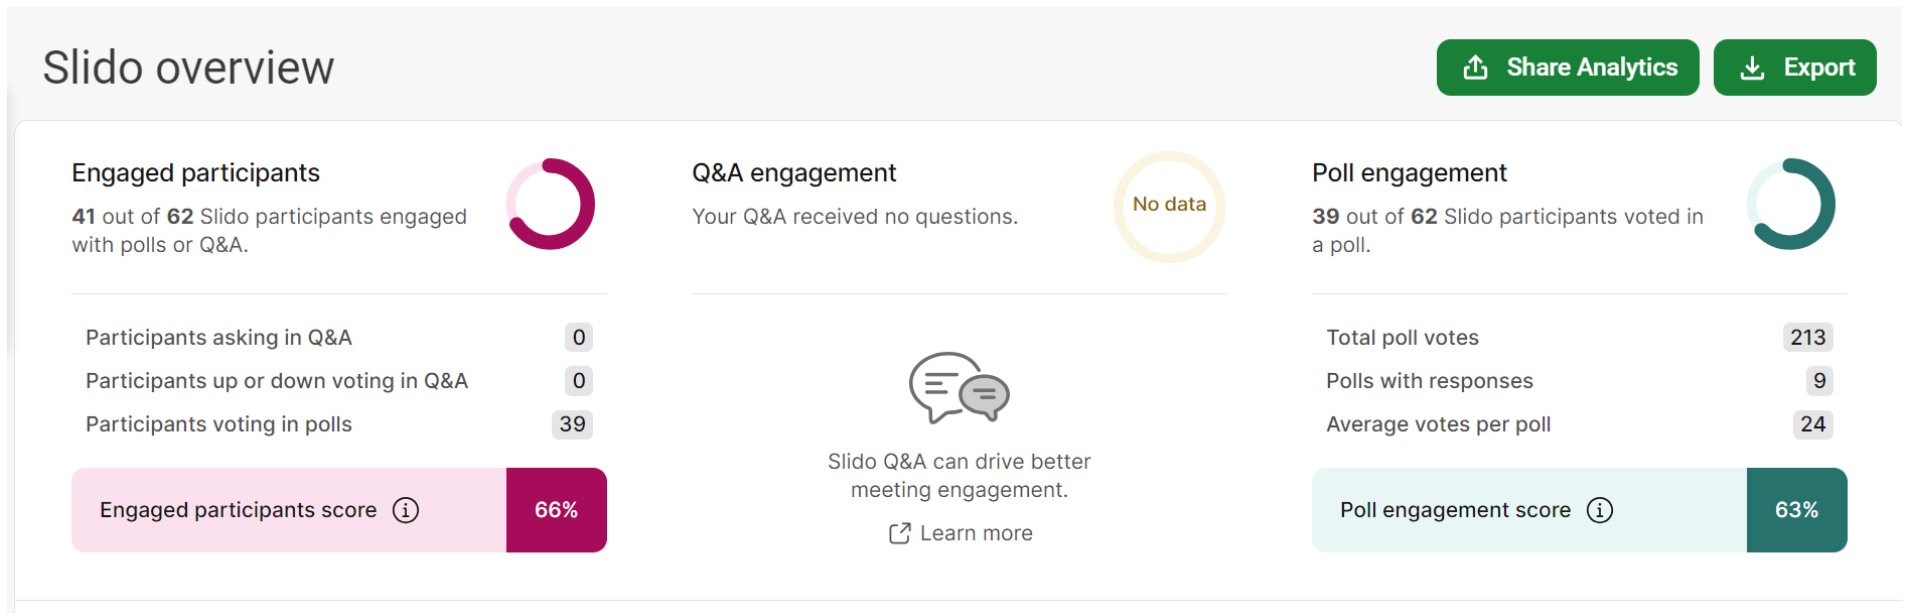 Slido overview
Share Analytics
Export
Engaged participants
41 out of 62 Slido participants engaged
with polls or Q&A.
Participants asking in Q&A 0
Participants up or down voting in Q&A 0
Participants voting in polls 39
Engaged participants score 66%
Q&A engagement
Your Q&A received no questions.
No data
Slido Q&A can drive better
meeting engagement.
Learn more
Poll engagement
39 out of 62 Slido participants voted in
a poll.
Total poll votes 213
Polls with responses 9
Average votes per poll 24
Poll engagement score 63%